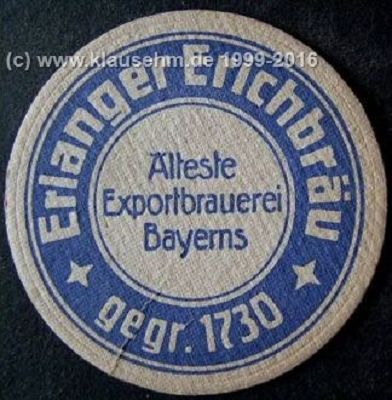 (c) www.klausehm.de 1999-2016
Erlanger Erichbräu
Älteste
Exportbrauerei
Bayerns
gegr. 1730